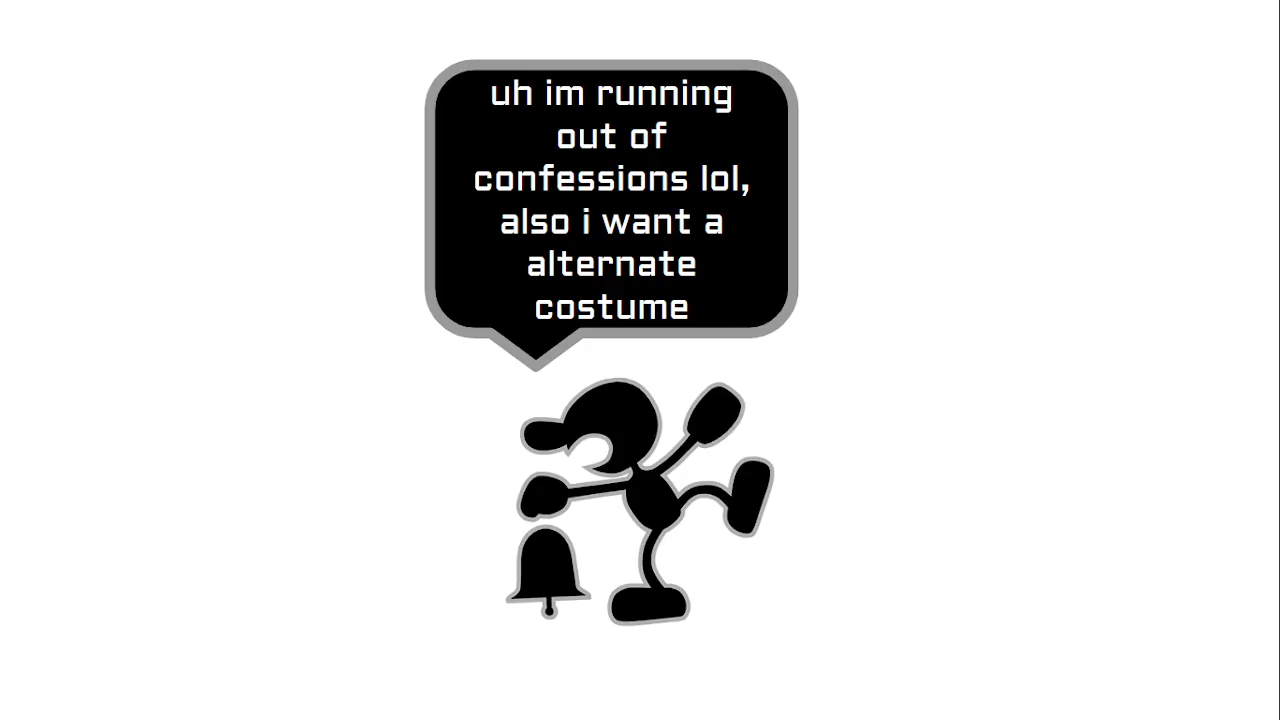 uh im running
out of
confessions lol,
also i want a
alternate
costume